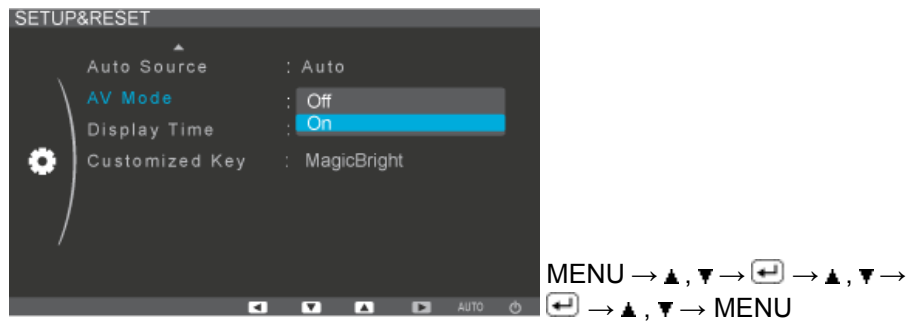 SETUP&RESET
Auto Source : Auto
AV Mode : Off
On
Display Time :
Customized Key : MagicBright
AUTO
MENU → ▲ , ▼ → ↵ → ▲ , ▼ →
↵ → ▲ , ▼ → MENU